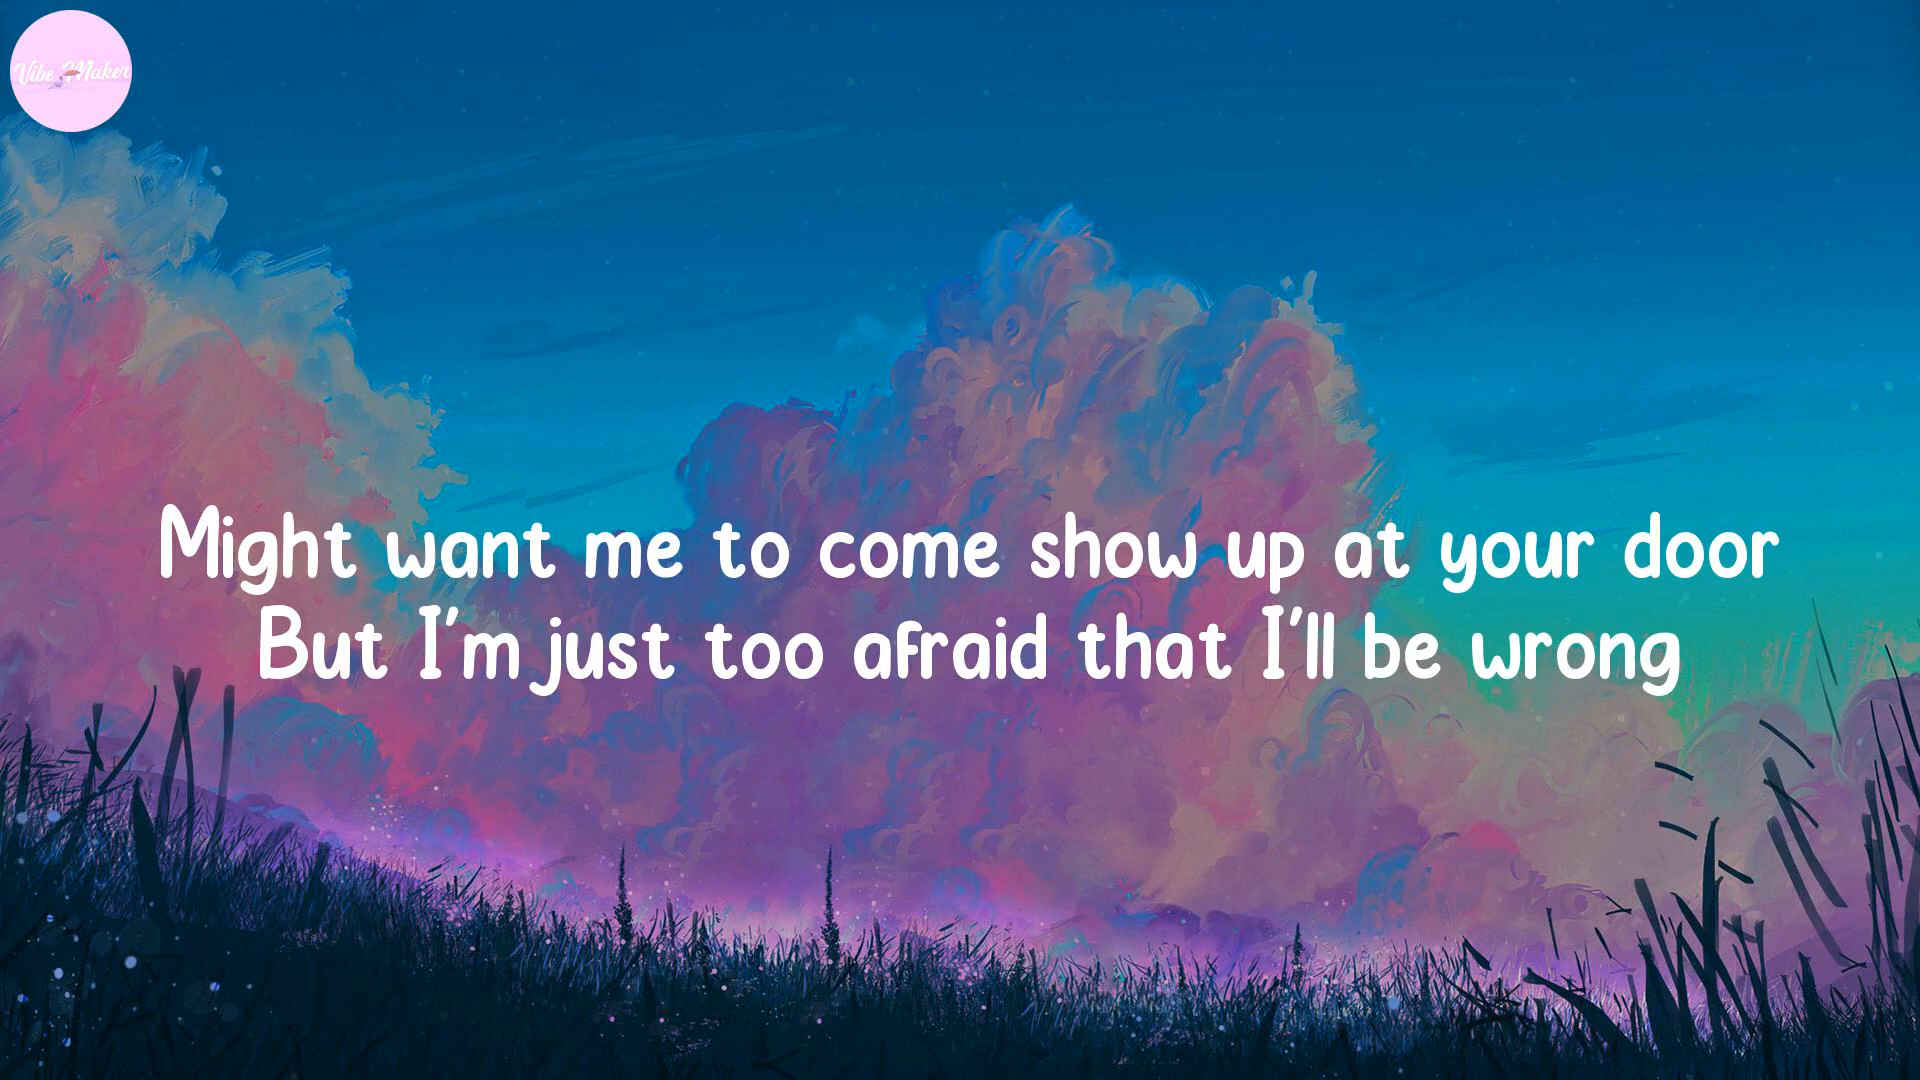 Vibe Maker
Might want me to come show up at your door
But I'm just too afraid that I'll be wrong